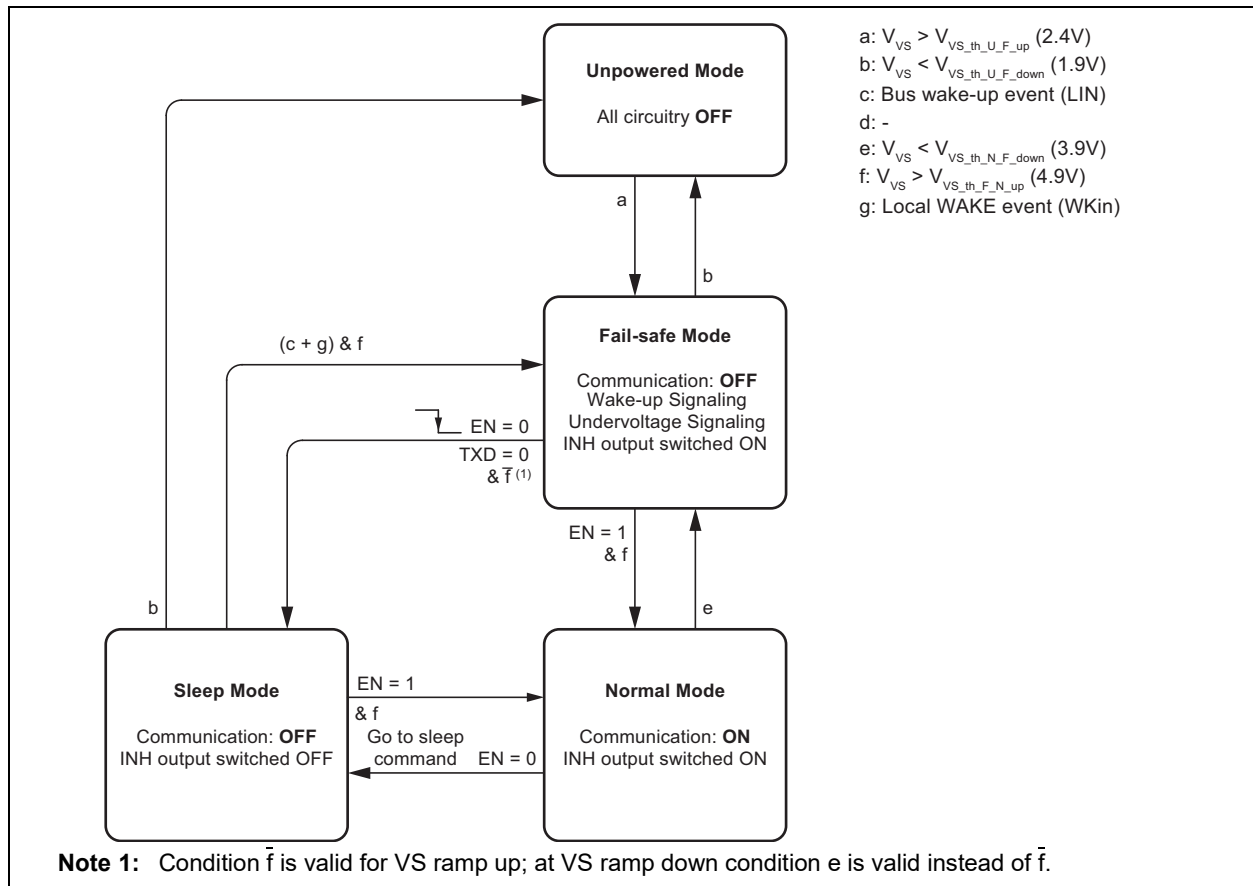 Unpowered Mode
All circuitry OFF
a: V_VS > V_VS_th_U_F_up (2.4V)
b: V_VS < V_VS_th_U_F_down (1.9V)
c: Bus wake-up event (LIN)
d: -
e: V_VS < V_VS_th_N_F_down (3.9V)
f: V_VS > V_VS_th_F_N_up (4.9V)
g: Local WAKE event (WKin)
a
b
Fail-safe Mode
Communication: OFF
Wake-up Signaling
Undervoltage Signaling
INH output switched ON
(c + g) & f
EN = 0
TXD = 0
& f̅ (1)
EN = 1
& f
e
b
Sleep Mode
Communication: OFF
INH output switched OFF
EN = 1
& f
Go to sleep
command
EN = 0
Normal Mode
Communication: ON
INH output switched ON
Note 1: Condition f̅ is valid for VS ramp up; at VS ramp down condition e is valid instead of f̅.